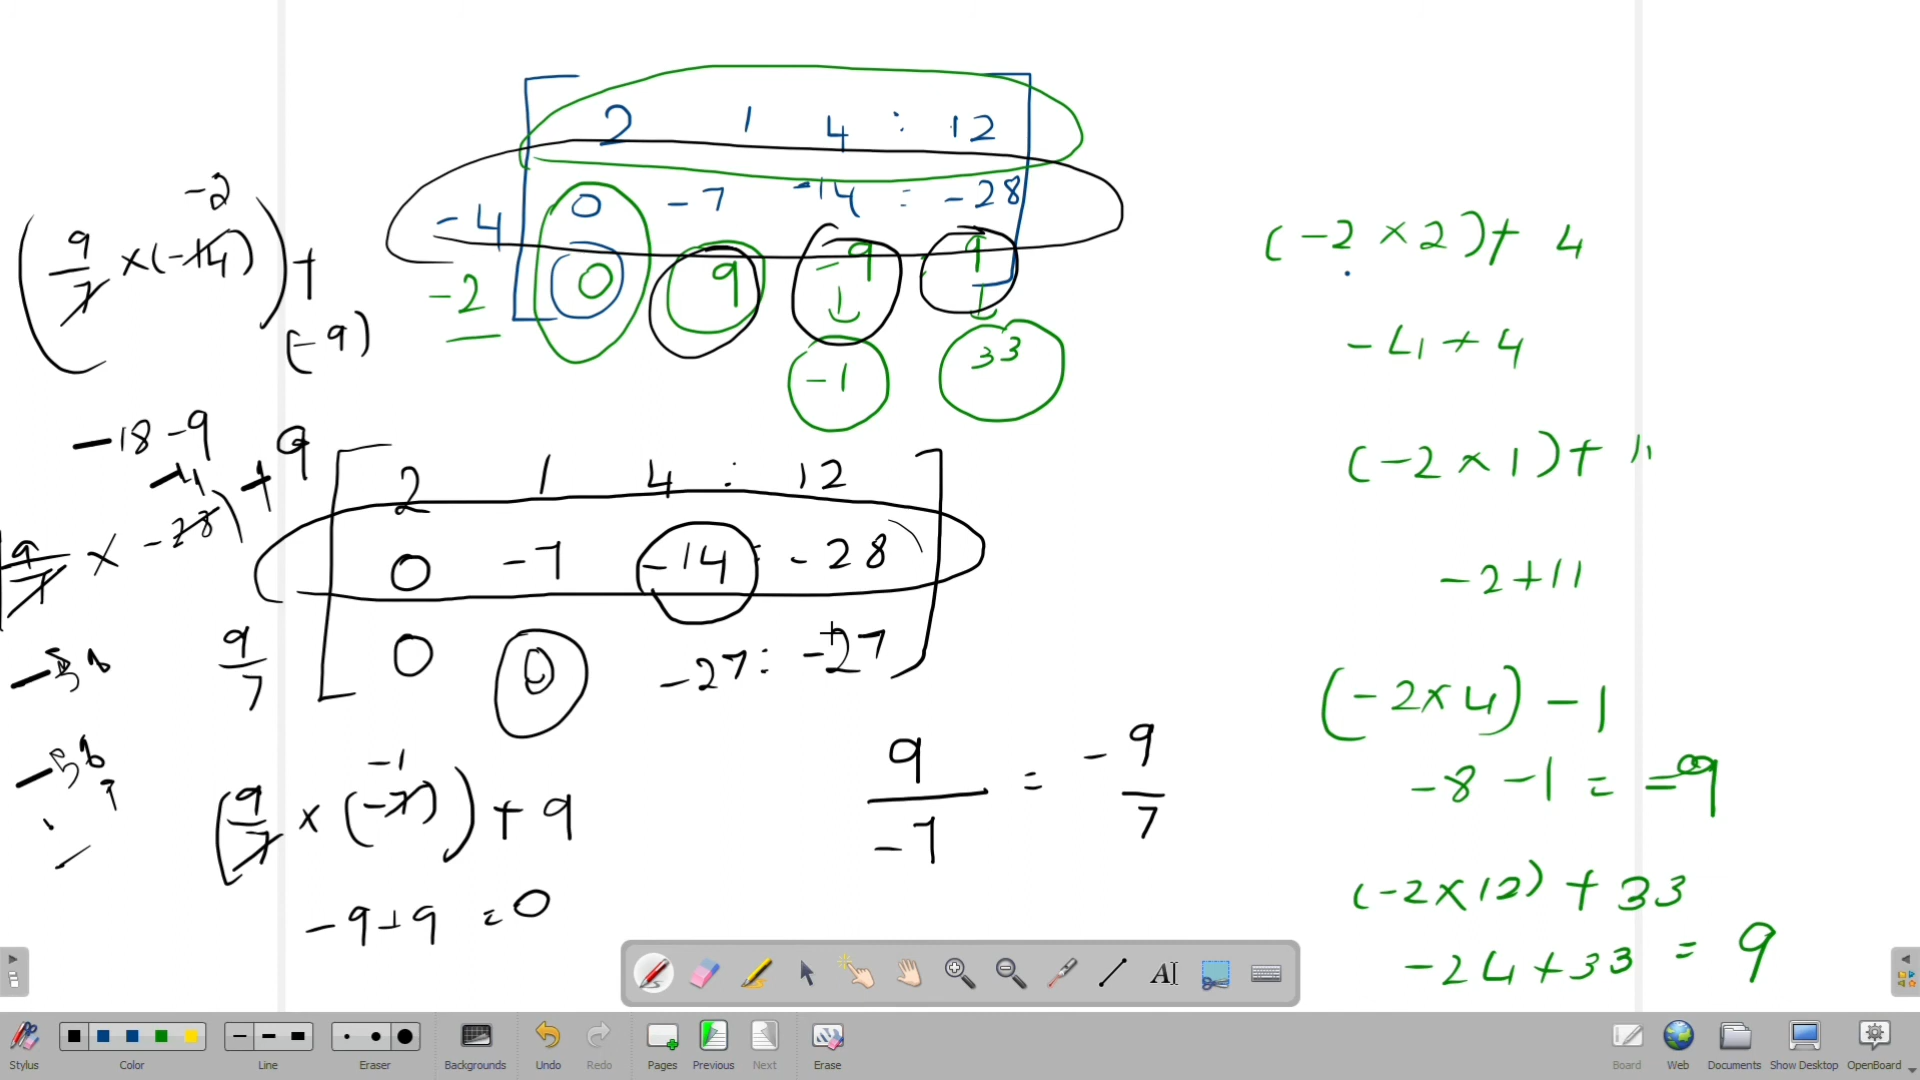 2 1 4 : 12
-4 0 -7 -14 : -28
-2 0 9 -9 9
-1 33
-2
(9/7 × (-14)) +
(-9)
-18 -9
-4 + 9
9/7 × -28)
2 1 4 : 12
0 -7 -14 : -28
9/7 0 0 -27 : -27
-1
(9/7 × (-7)) + 9
-9+9 = 0
9/-7 = -9/7
(-2 × 2) + 4
-4 + 4
(-2 × 1) + 11
-2 + 11
(-2 × 4) - 1
-8 - 1 = -9
(-2 × 12) + 33
-24 + 33 = 9
Stylus
Color
Line
Eraser
Backgrounds
Undo
Redo
Pages
Previous
Next
Erase
Board
Web
Documents
Show Desktop
OpenBoard